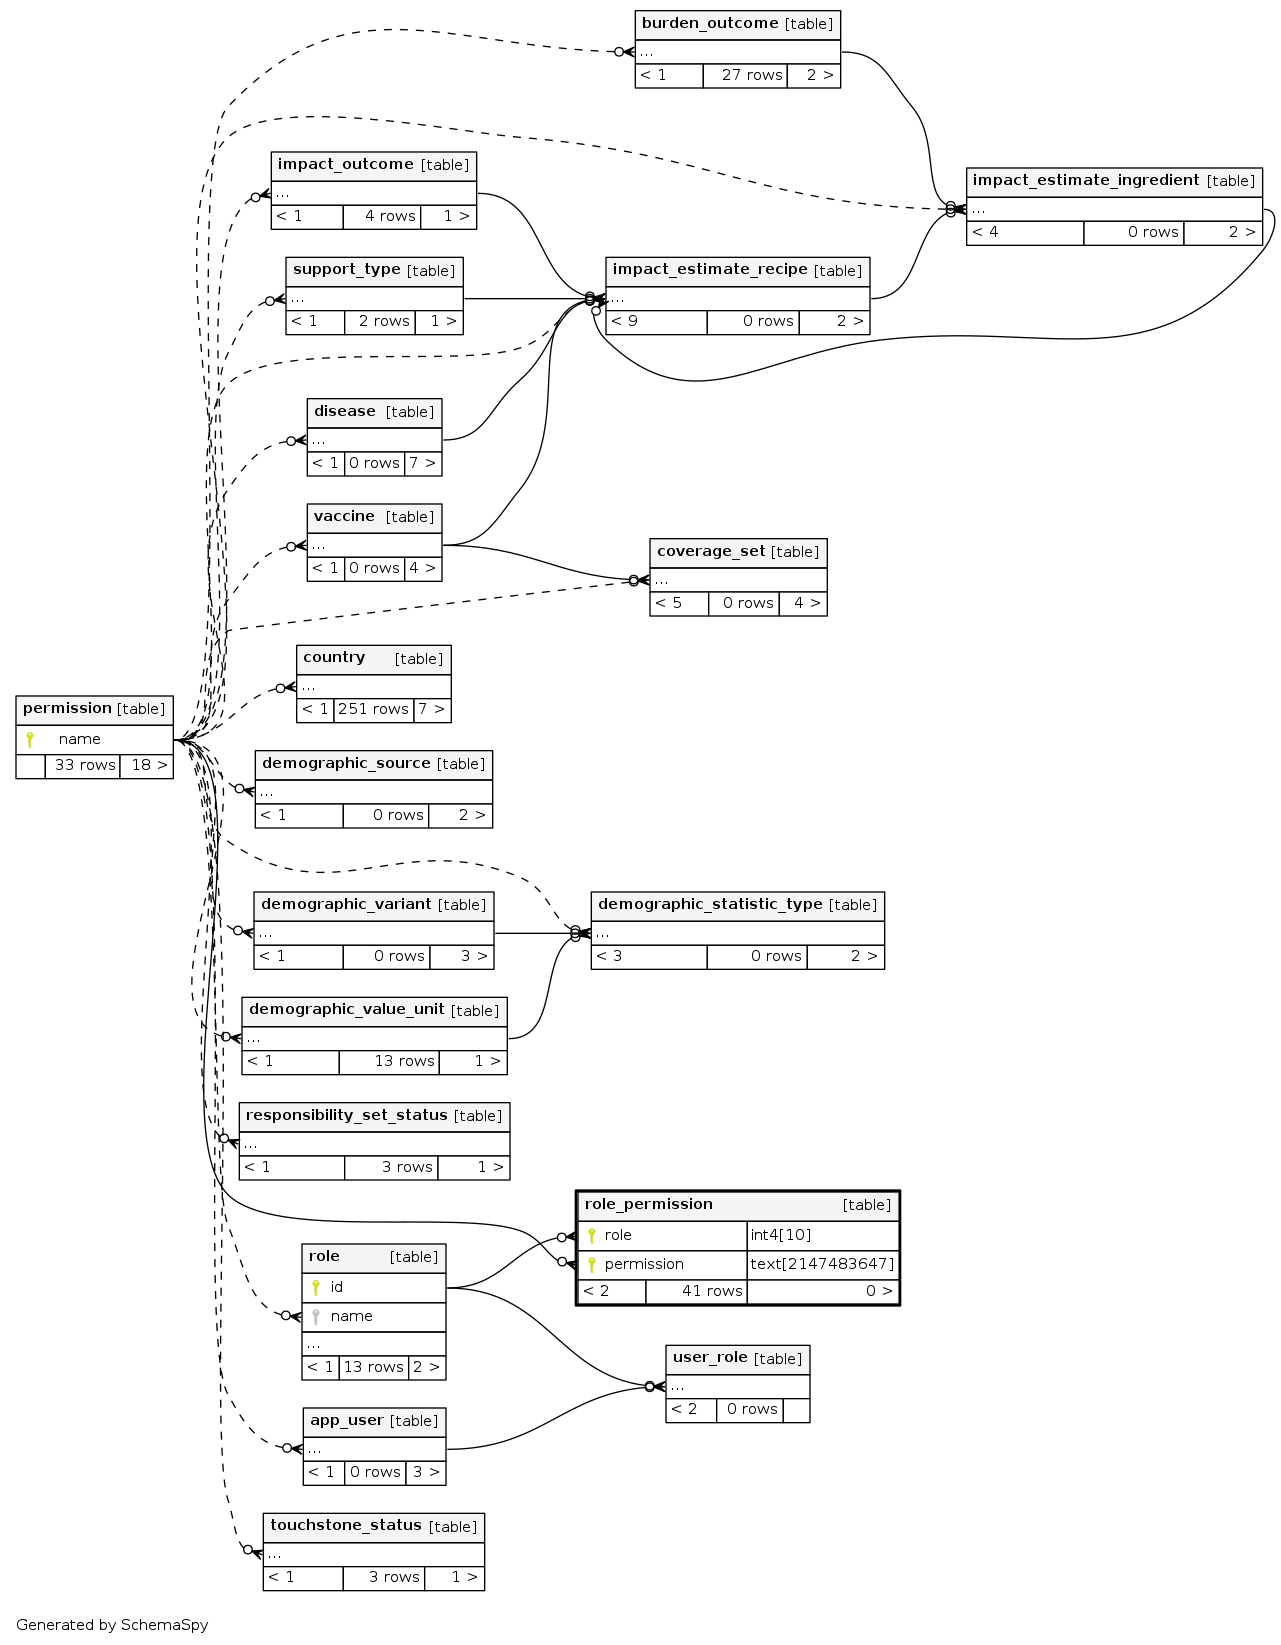 burden_outcome [table]
...
< 1 27 rows 2 >
impact_outcome [table]
...
< 1 4 rows 1 >
impact_estimate_ingredient [table]
...
< 4 0 rows 2 >
support_type [table]
...
< 1 2 rows 1 >
impact_estimate_recipe [table]
...
< 9 0 rows 2 >
disease [table]
...
< 1 0 rows 7 >
vaccine [table]
...
< 1 0 rows 4 >
coverage_set [table]
...
< 5 0 rows 4 >
country [table]
...
< 1 251 rows 7 >
permission [table]
name
33 rows 18 >
demographic_source [table]
...
< 1 0 rows 2 >
demographic_variant [table]
...
< 1 0 rows 3 >
demographic_statistic_type [table]
...
< 3 0 rows 2 >
demographic_value_unit [table]
...
< 1 13 rows 1 >
responsibility_set_status [table]
...
< 1 3 rows 1 >
role_permission [table]
role int4[10]
permission text[2147483647]
< 2 41 rows 0 >
role [table]
id
name
...
< 1 13 rows 2 >
user_role [table]
...
< 2 0 rows
app_user [table]
...
< 1 0 rows 3 >
touchstone_status [table]
...
< 1 3 rows 1 >
Generated by SchemaSpy